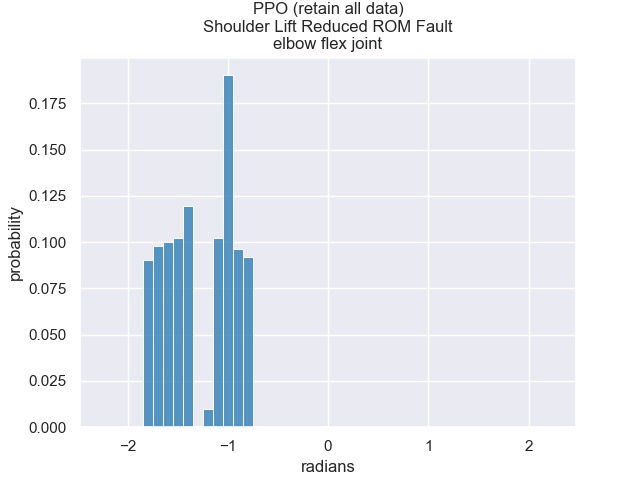 PPO (retain all data)
Shoulder Lift Reduced ROM Fault
elbow flex joint
probability
0.175
0.150
0.125
0.100
0.075
0.050
0.025
0.000
−2
−1
0
1
2
radians